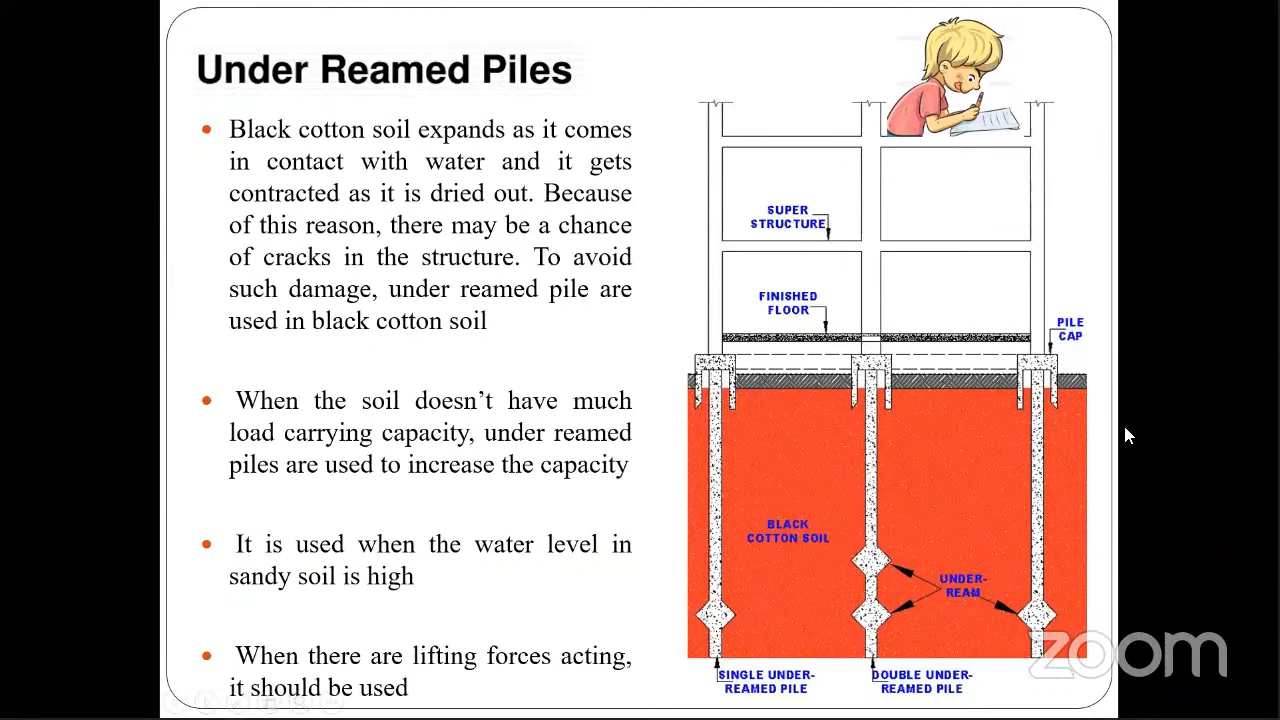 Under Reamed Piles
Black cotton soil expands as it comes
in contact with water and it gets
contracted as it is dried out. Because
of this reason, there may be a chance
of cracks in the structure. To avoid
such damage, under reamed pile are
used in black cotton soil
When the soil doesn’t have much
load carrying capacity, under reamed
piles are used to increase the capacity
It is used when the water level in
sandy soil is high
When there are lifting forces acting,
it should be used
SUPER
STRUCTURE
FINISHED
FLOOR
PILE
CAP
BLACK
COTTON SOIL
UNDER-
REAM
SINGLE UNDER-
REAMED PILE
DOUBLE UNDER-
REAMED PILE
zoom